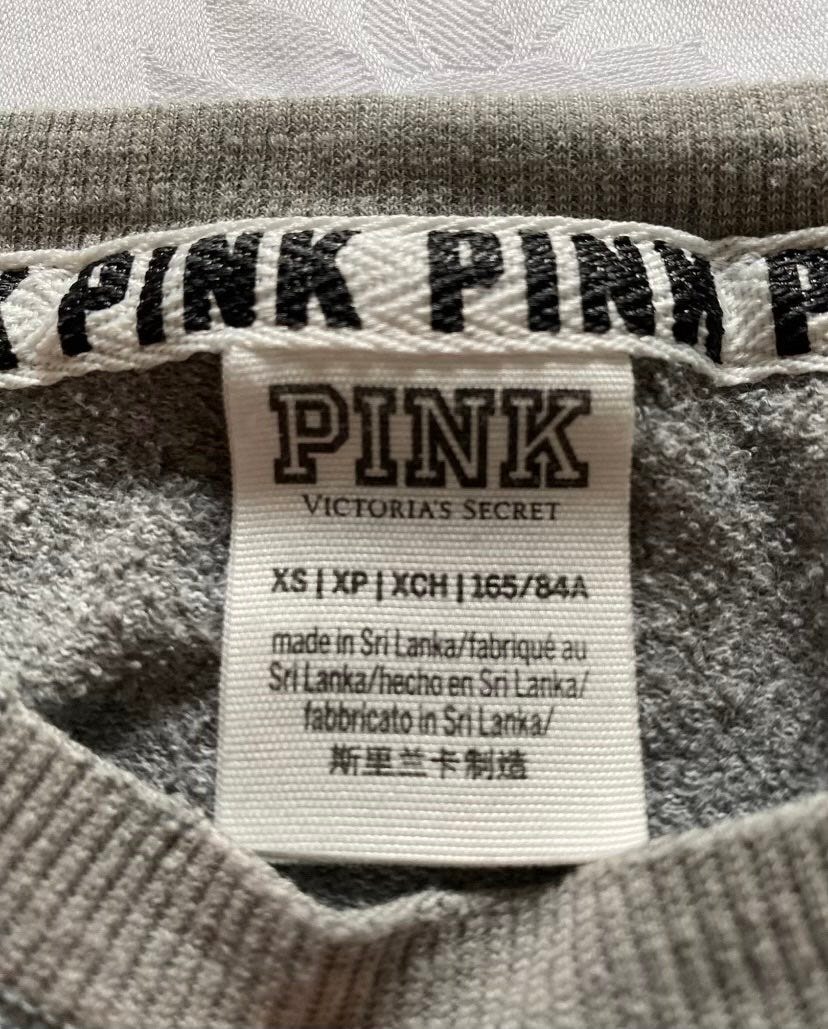 PINK PINK
PINK
VICTORIA'S SECRET
XS | XP | XCH | 165/84A
made in Sri Lanka/fabriqué au
Sri Lanka/hecho en Sri Lanka/
fabbricato in Sri Lanka/
斯里兰卡制造